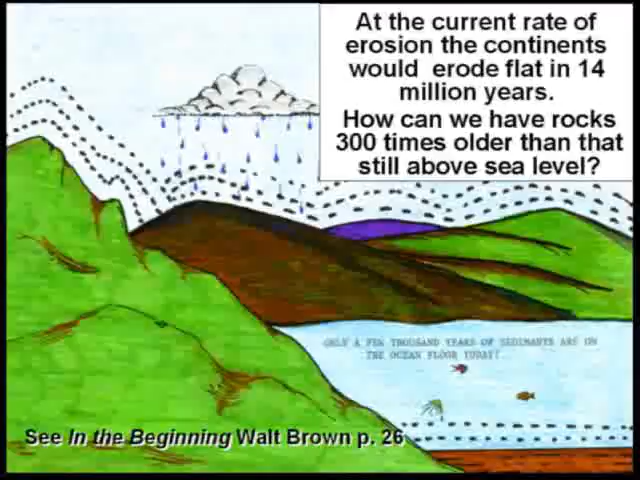 At the current rate of
erosion the continents
would erode flat in 14
million years.
How can we have rocks
300 times older than that
still above sea level?
ONLY A FEW THOUSAND YEARS OF SEDIMENTS ARE ON
THE OCEAN FLOOR TODAY!
See In the Beginning Walt Brown p. 26